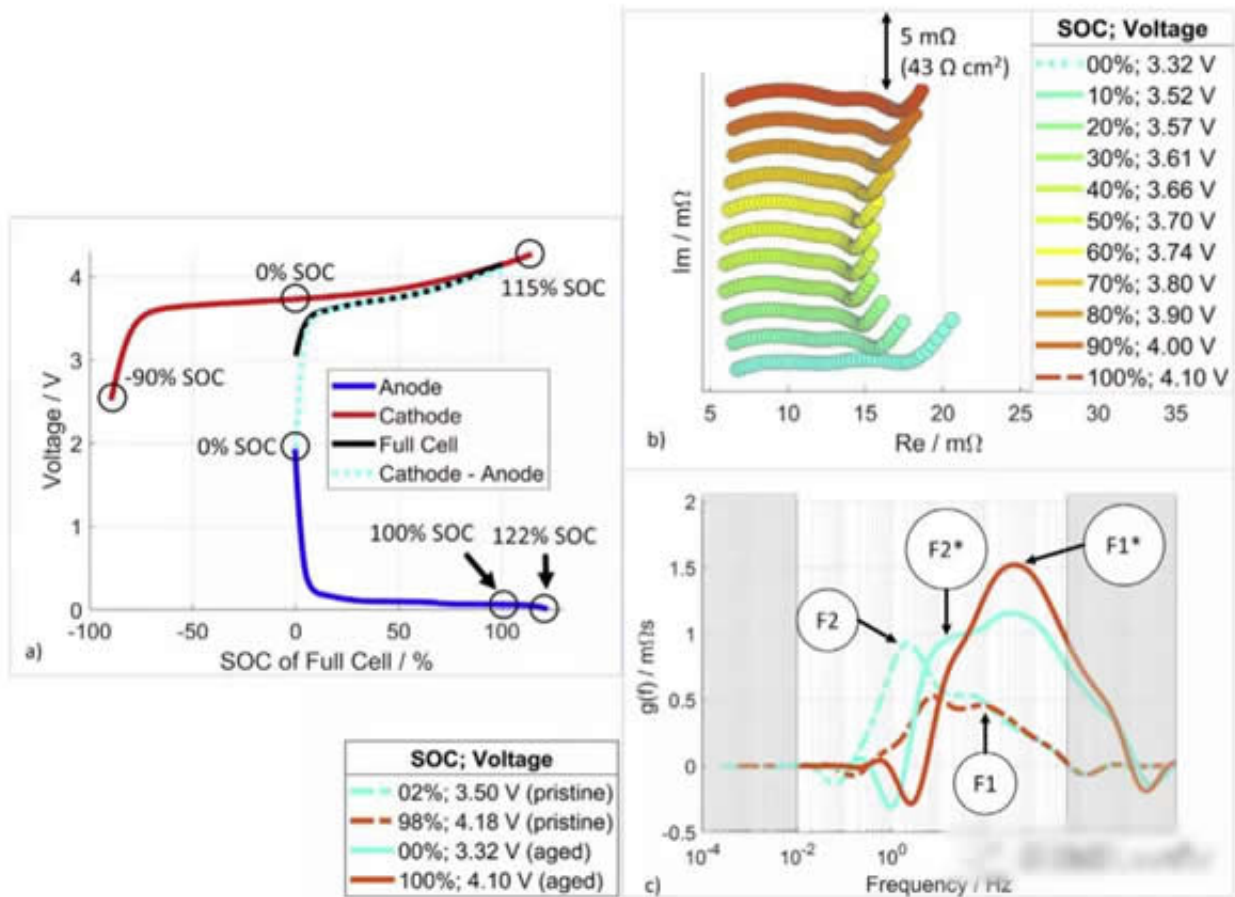 5 mΩ
(43 Ω cm²)
Im / mΩ
5
10
15
20
25
30
35
Re / mΩ
b)
SOC; Voltage
00%; 3.32 V
10%; 3.52 V
20%; 3.57 V
30%; 3.61 V
40%; 3.66 V
50%; 3.70 V
60%; 3.74 V
70%; 3.80 V
80%; 3.90 V
90%; 4.00 V
100%; 4.10 V
Voltage / V
4
3
2
1
0
0% SOC
115% SOC
-90% SOC
0% SOC
Anode
Cathode
Full Cell
Cathode - Anode
100% SOC
122% SOC
-100
-50
0
50
100
SOC of Full Cell / %
a)
SOC; Voltage
02%; 3.50 V (pristine)
98%; 4.18 V (pristine)
00%; 3.32 V (aged)
100%; 4.10 V (aged)
g(f) / mΩs
2
1.5
1
0.5
0
-0.5
F2
F2*
F1*
F1
10⁻⁴
10⁻²
10⁰
Frequency / Hz
c)